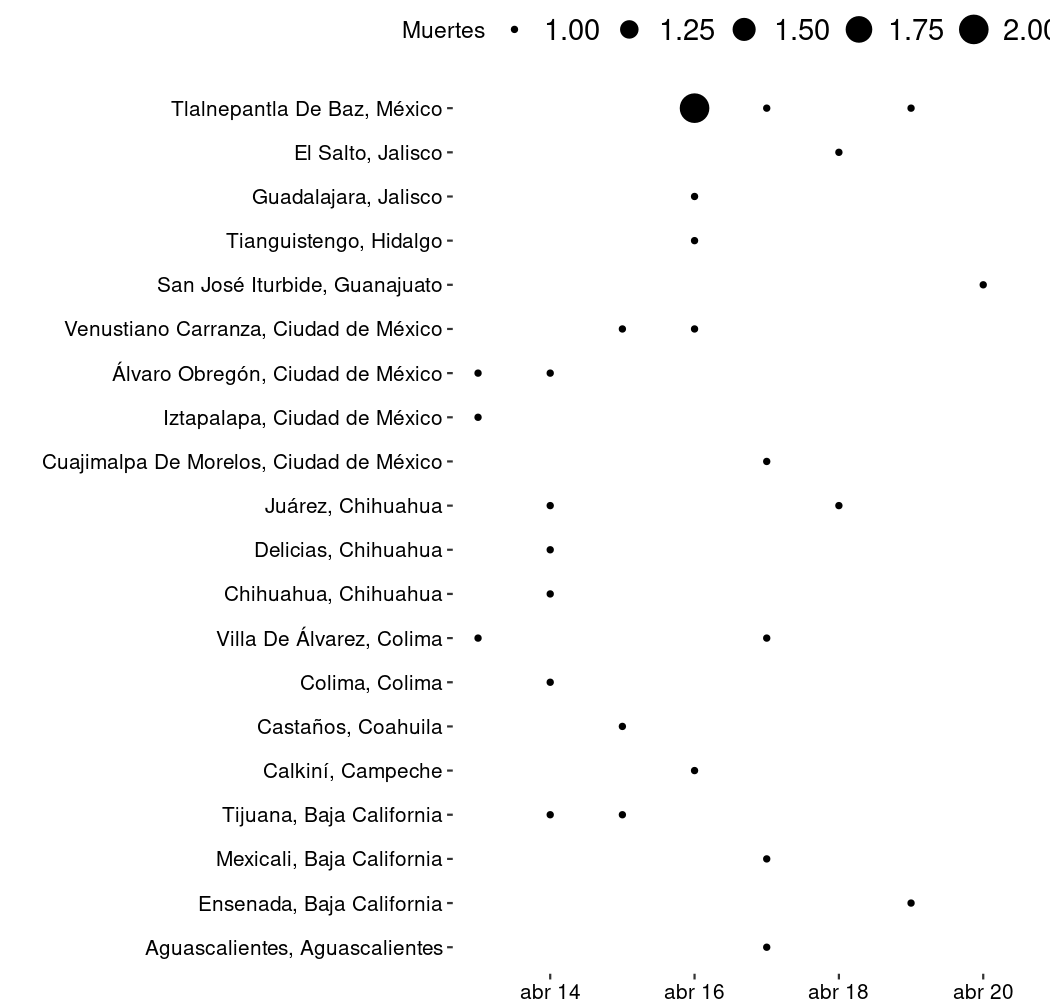 Muertes 1.00 1.25 1.50 1.75 2.00
Tlalnepantla De Baz, México
El Salto, Jalisco
Guadalajara, Jalisco
Tianguistengo, Hidalgo
San José Iturbide, Guanajuato
Venustiano Carranza, Ciudad de México
Álvaro Obregón, Ciudad de México
Iztapalapa, Ciudad de México
Cuajimalpa De Morelos, Ciudad de México
Juárez, Chihuahua
Delicias, Chihuahua
Chihuahua, Chihuahua
Villa De Álvarez, Colima
Colima, Colima
Castaños, Coahuila
Calkiní, Campeche
Tijuana, Baja California
Mexicali, Baja California
Ensenada, Baja California
Aguascalientes, Aguascalientes
abr 14 abr 16 abr 18 abr 20